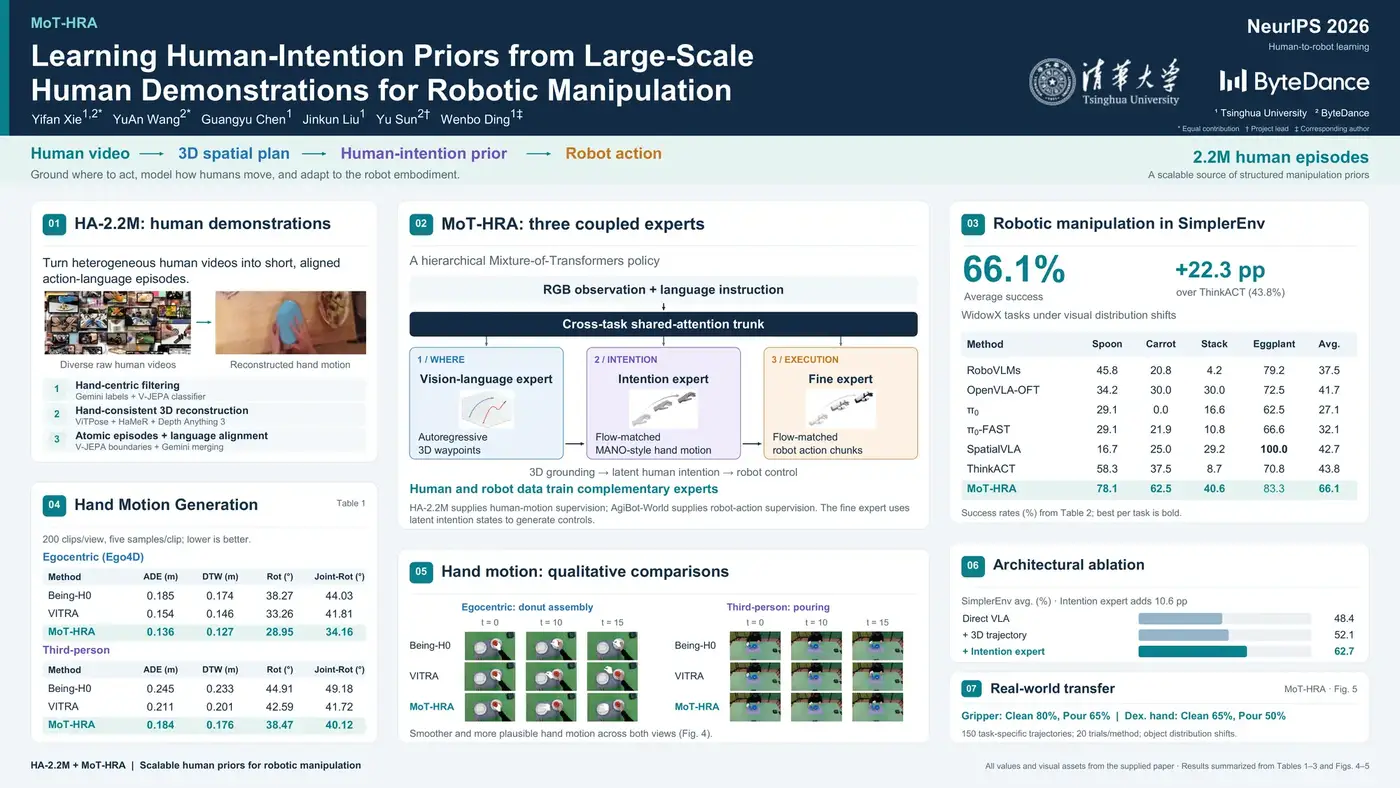 MoT-HRA
Learning Human-Intention Priors from Large-Scale
Human Demonstrations for Robotic Manipulation
Yifan Xie1,2* YuAn Wang2* Guangyu Chen1 Jinkun Liu1 Yu Sun2† Wenbo Ding1‡
NeurIPS 2026
Human-to-robot learning
清华大学
Tsinghua University
ByteDance
¹ Tsinghua University ² ByteDance
* Equal contribution † Project lead ‡ Corresponding author
Human video → 3D spatial plan → Human-intention prior → Robot action
Ground where to act, model how humans move, and adapt to the robot embodiment.
2.2M human episodes
A scalable source of structured manipulation priors
01 HA-2.2M: human demonstrations
Turn heterogeneous human videos into short, aligned
action-language episodes.
Diverse raw human videos Reconstructed hand motion
1 Hand-centric filtering
Gemini labels + V-JEPA classifier
2 Hand-consistent 3D reconstruction
ViTPose + HaMeR + Depth Anything 3
3 Atomic episodes + language alignment
V-JEPA boundaries + Gemini merging
02 MoT-HRA: three coupled experts
A hierarchical Mixture-of-Transformers policy
RGB observation + language instruction
Cross-task shared-attention trunk
1 / WHERE
Vision-language expert
Autoregressive
3D waypoints
2 / INTENTION
Intention expert
Flow-matched
MANO-style hand motion
3 / EXECUTION
Fine expert
Flow-matched
robot action chunks
3D grounding → latent human intention → robot control
Human and robot data train complementary experts
HA-2.2M supplies human-motion supervision; AgiBot-World supplies robot-action supervision. The fine expert uses
latent intention states to generate controls.
03 Robotic manipulation in SimplerEnv
66.1%
Average success
+22.3 pp
over ThinkACT (43.8%)
WidowX tasks under visual distribution shifts
Method Spoon Carrot Stack Eggplant Avg.
RoboVLMs 45.8 20.8 4.2 79.2 37.5
OpenVLA-OFT 34.2 30.0 30.0 72.5 41.7
π₀ 29.1 0.0 16.6 62.5 27.1
π₀-FAST 29.1 21.9 10.8 66.6 32.1
SpatialVLA 16.7 25.0 29.2 100.0 42.7
ThinkACT 58.3 37.5 8.7 70.8 43.8
MoT-HRA 78.1 62.5 40.6 83.3 66.1
Success rates (%) from Table 2; best per task is bold.
04 Hand Motion Generation Table 1
200 clips/view, five samples/clip; lower is better.
Egocentric (Ego4D)
Method ADE (m) DTW (m) Rot (°) Joint-Rot (°)
Being-H0 0.185 0.174 38.27 44.03
VITRA 0.154 0.146 33.26 41.81
MoT-HRA 0.136 0.127 28.95 34.16
Third-person
Method ADE (m) DTW (m) Rot (°) Joint-Rot (°)
Being-H0 0.245 0.233 44.91 49.18
VITRA 0.211 0.201 42.59 41.72
MoT-HRA 0.184 0.176 38.47 40.12
05 Hand motion: qualitative comparisons
Egocentric: donut assembly
t = 0 t = 10 t = 15
Being-H0
VITRA
MoT-HRA
Third-person: pouring
t = 0 t = 10 t = 15
Being-H0
VITRA
MoT-HRA
Smoother and more plausible hand motion across both views (Fig. 4).
06 Architectural ablation
SimplerEnv avg. (%) · Intention expert adds 10.6 pp
Direct VLA 48.4
+ 3D trajectory 52.1
+ Intention expert 62.7
07 Real-world transfer MoT-HRA · Fig. 5
Gripper: Clean 80%, Pour 65% | Dex. hand: Clean 65%, Pour 50%
150 task-specific trajectories; 20 trials/method; object distribution shifts.
HA-2.2M + MoT-HRA | Scalable human priors for robotic manipulation
All values and visual assets from the supplied paper · Results summarized from Tables 1–3 and Figs. 4–5